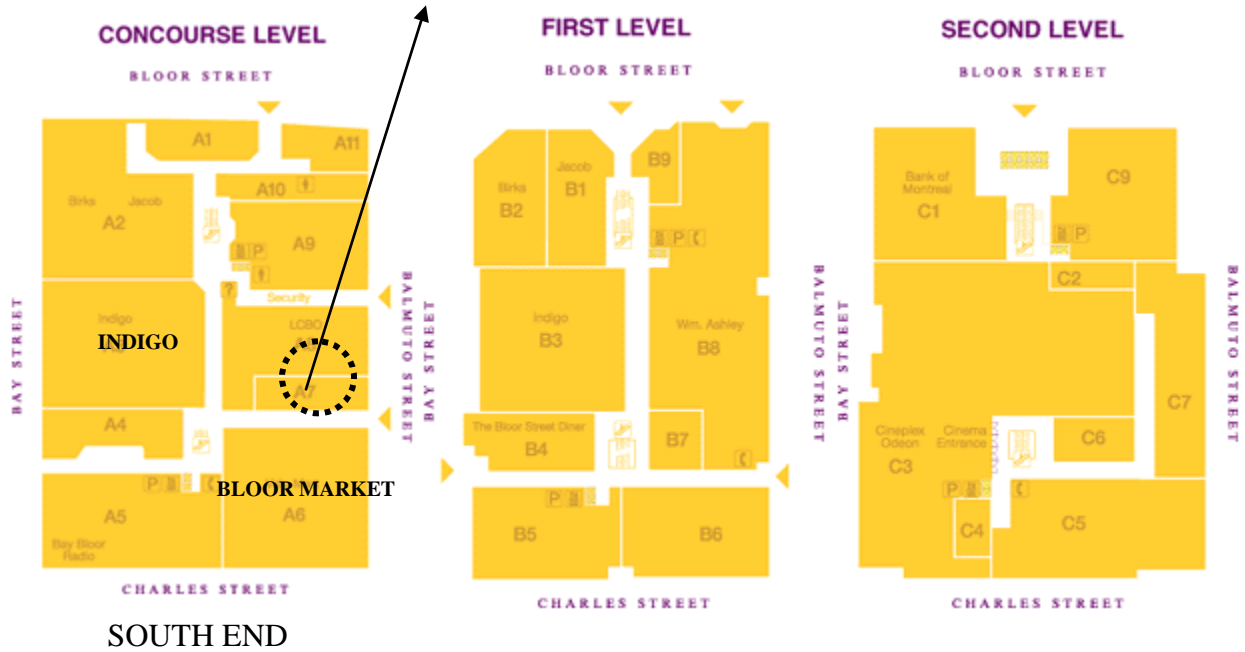 CONCOURSE LEVEL
BLOOR STREET
A1
A11
A10
Birks Jacob
A2
A9
P
?
Security
Indigo
INDIGO
LCBO
A7
A4
P
BLOOR MARKET
A5
A6
Bay Bloor
Radio
BAY STREET
BALMUTO STREET
CHARLES STREET
SOUTH END
FIRST LEVEL
BLOOR STREET
Birks
B2
Jacob
B1
B9
P
Indigo
B3
Wm. Ashley
B8
The Bloor Street Diner
B4
B7
P
B5
B6
BAY STREET
BALMUTO STREET
CHARLES STREET
SECOND LEVEL
BLOOR STREET
Bank of
Montreal
C1
C9
P
C2
Cineplex
Odeon
C3
Cinema
Entrance
C6
C7
P
C4
C5
BAY STREET
BALMUTO STREET
CHARLES STREET